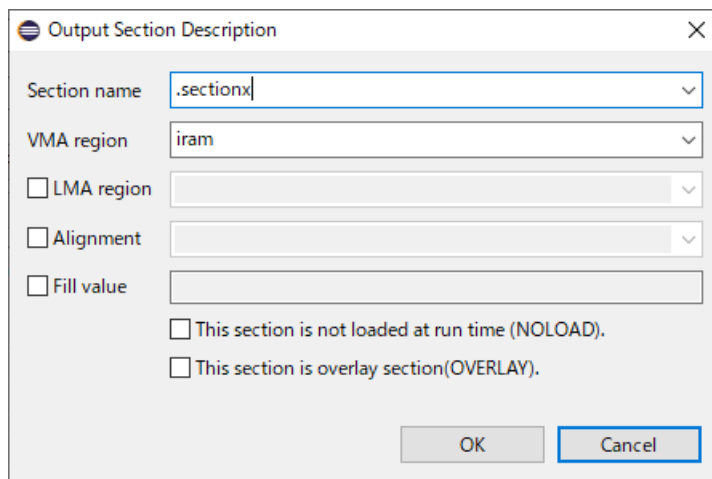 Output Section Description
Section name .sectionx
VMA region iram
LMA region
Alignment
Fill value
This section is not loaded at run time (NOLOAD).
This section is overlay section(OVERLAY).
OK Cancel